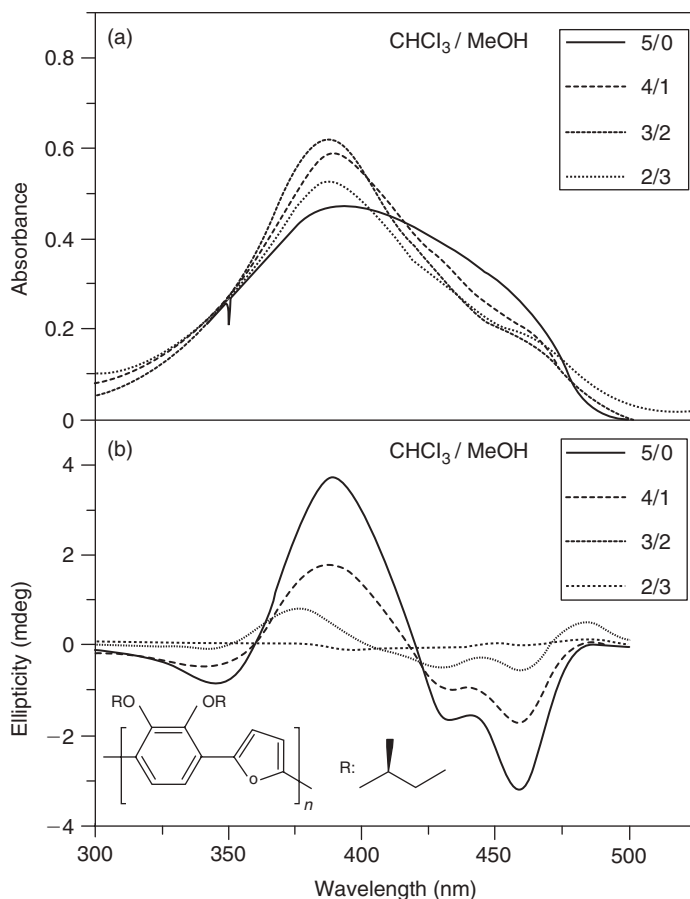 (a)
CHCl3 / MeOH
5/0
4/1
3/2
2/3
0.8
0.6
0.4
0.2
0
Absorbance
(b)
CHCl3 / MeOH
5/0
4/1
3/2
2/3
4
2
0
−2
−4
Ellipticity (mdeg)
RO
OR
o
n
R:
300
350
400
450
500
Wavelength (nm)